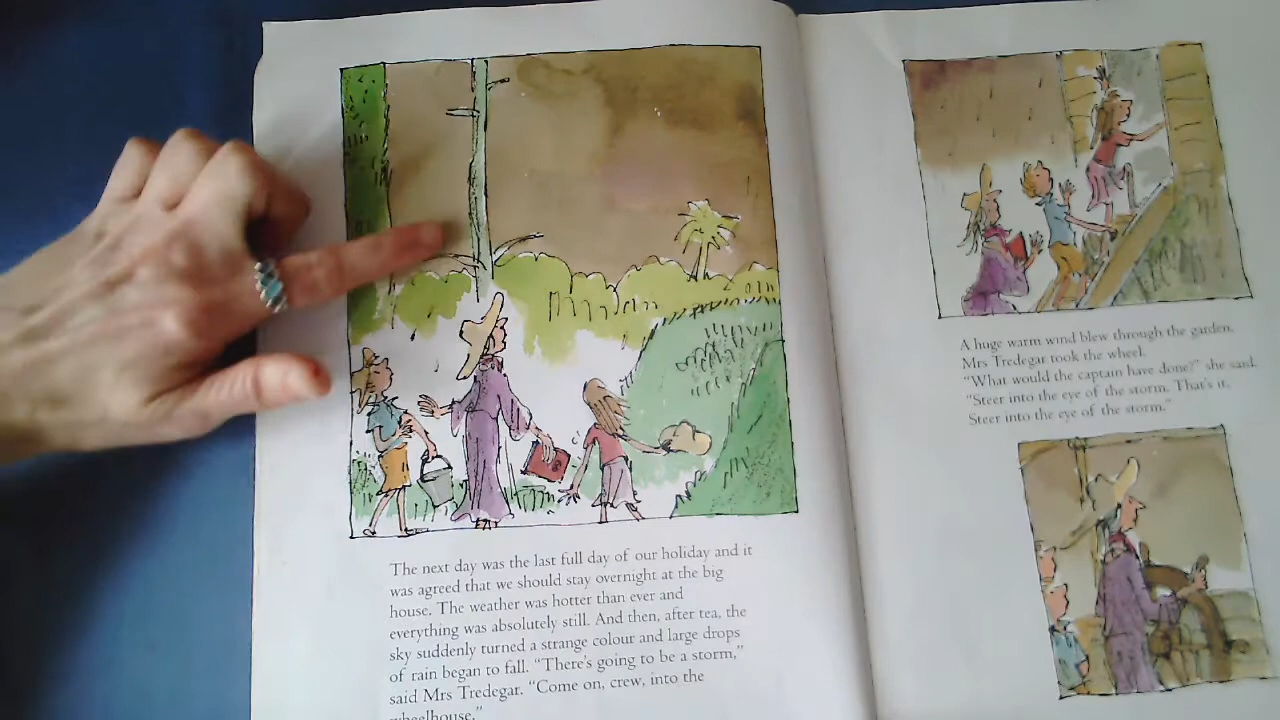 The next day was the last full day of our holiday and it
was agreed that we should stay overnight at the big
house. The weather was hotter than ever and
everything was absolutely still. And then, after tea, the
sky suddenly turned a strange colour and large drops
of rain began to fall. “There’s going to be a storm,”
said Mrs Tredegar. “Come on, crew, into the
wheelhouse.”
A huge warm wind blew through the garden.
Mrs Tredegar took the wheel.
“What would the captain have done?” she said.
“Steer into the eye of the storm. That’s it.
Steer into the eye of the storm.”